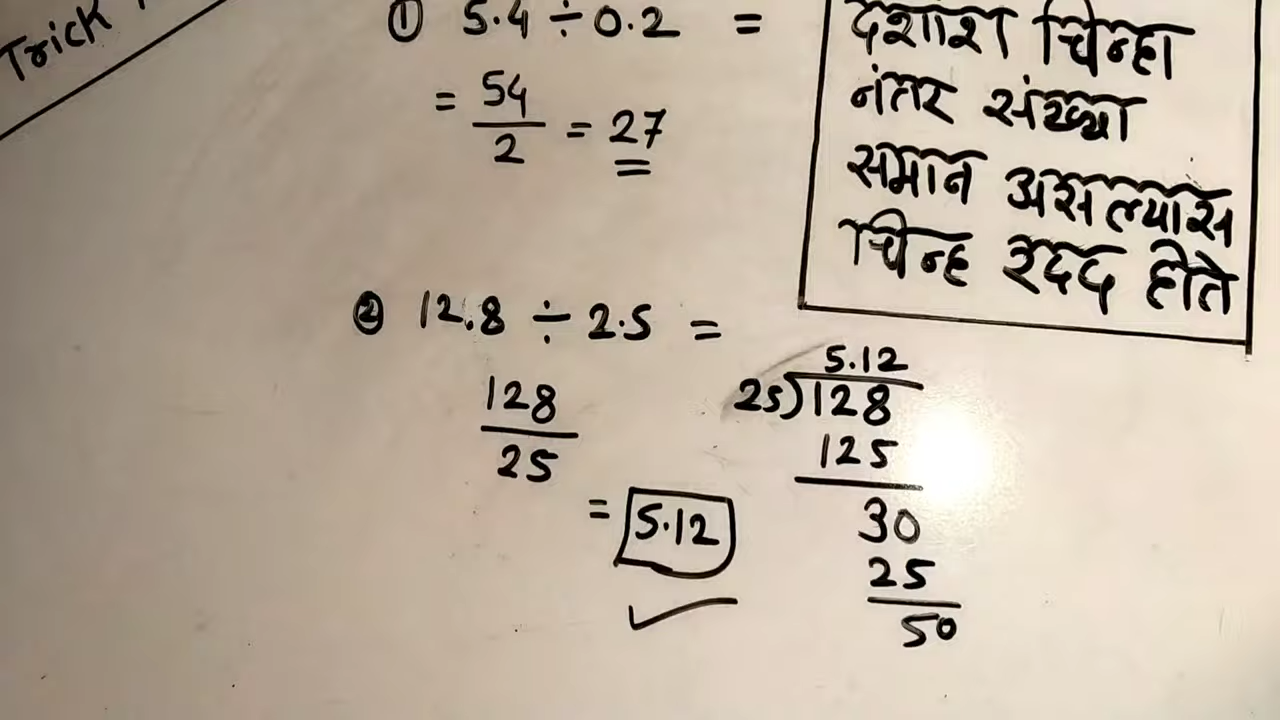 Trick
① 5.4 ÷ 0.2 =
= 54/2 = 27
दशांश चिन्हा
नंतर संख्या
समान असल्यास
चिन्ह रदद होते
② 12.8 ÷ 2.5 =
128/25
= 5.12
5.12
25)128
125
30
25
50